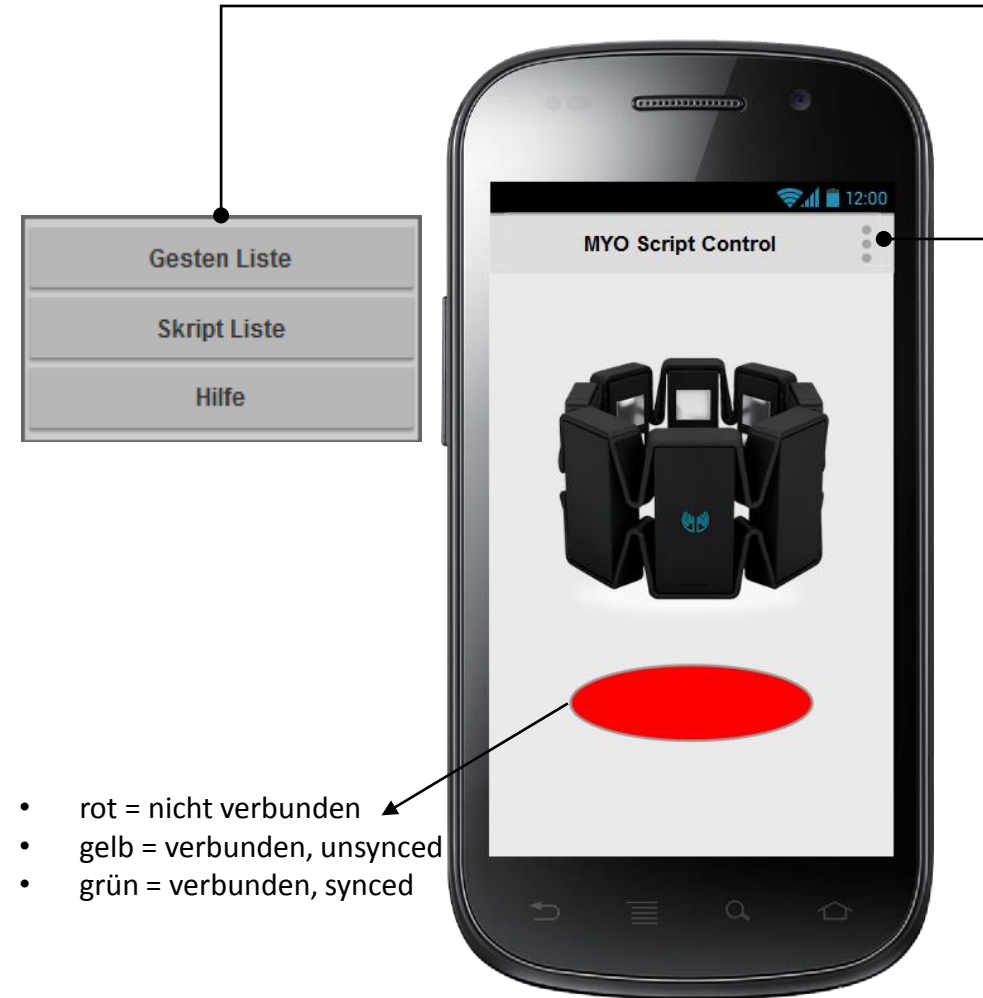 12:00
MYO Script Control
Gesten Liste
Skript Liste
Hilfe
• rot = nicht verbunden
• gelb = verbunden, unsynced
• grün = verbunden, synced